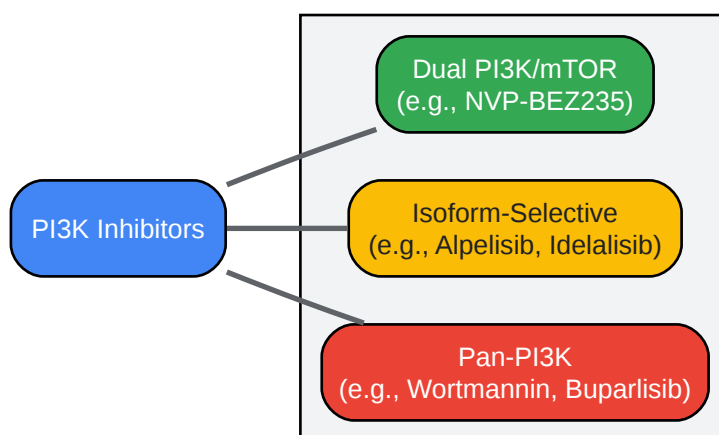 Dual PI3K/mTOR
(e.g., NVP-BEZ235)
PI3K Inhibitors
Isoform-Selective
(e.g., Alpelisib, Idelalisib)
Pan-PI3K
(e.g., Wortmannin, Buparlisib)